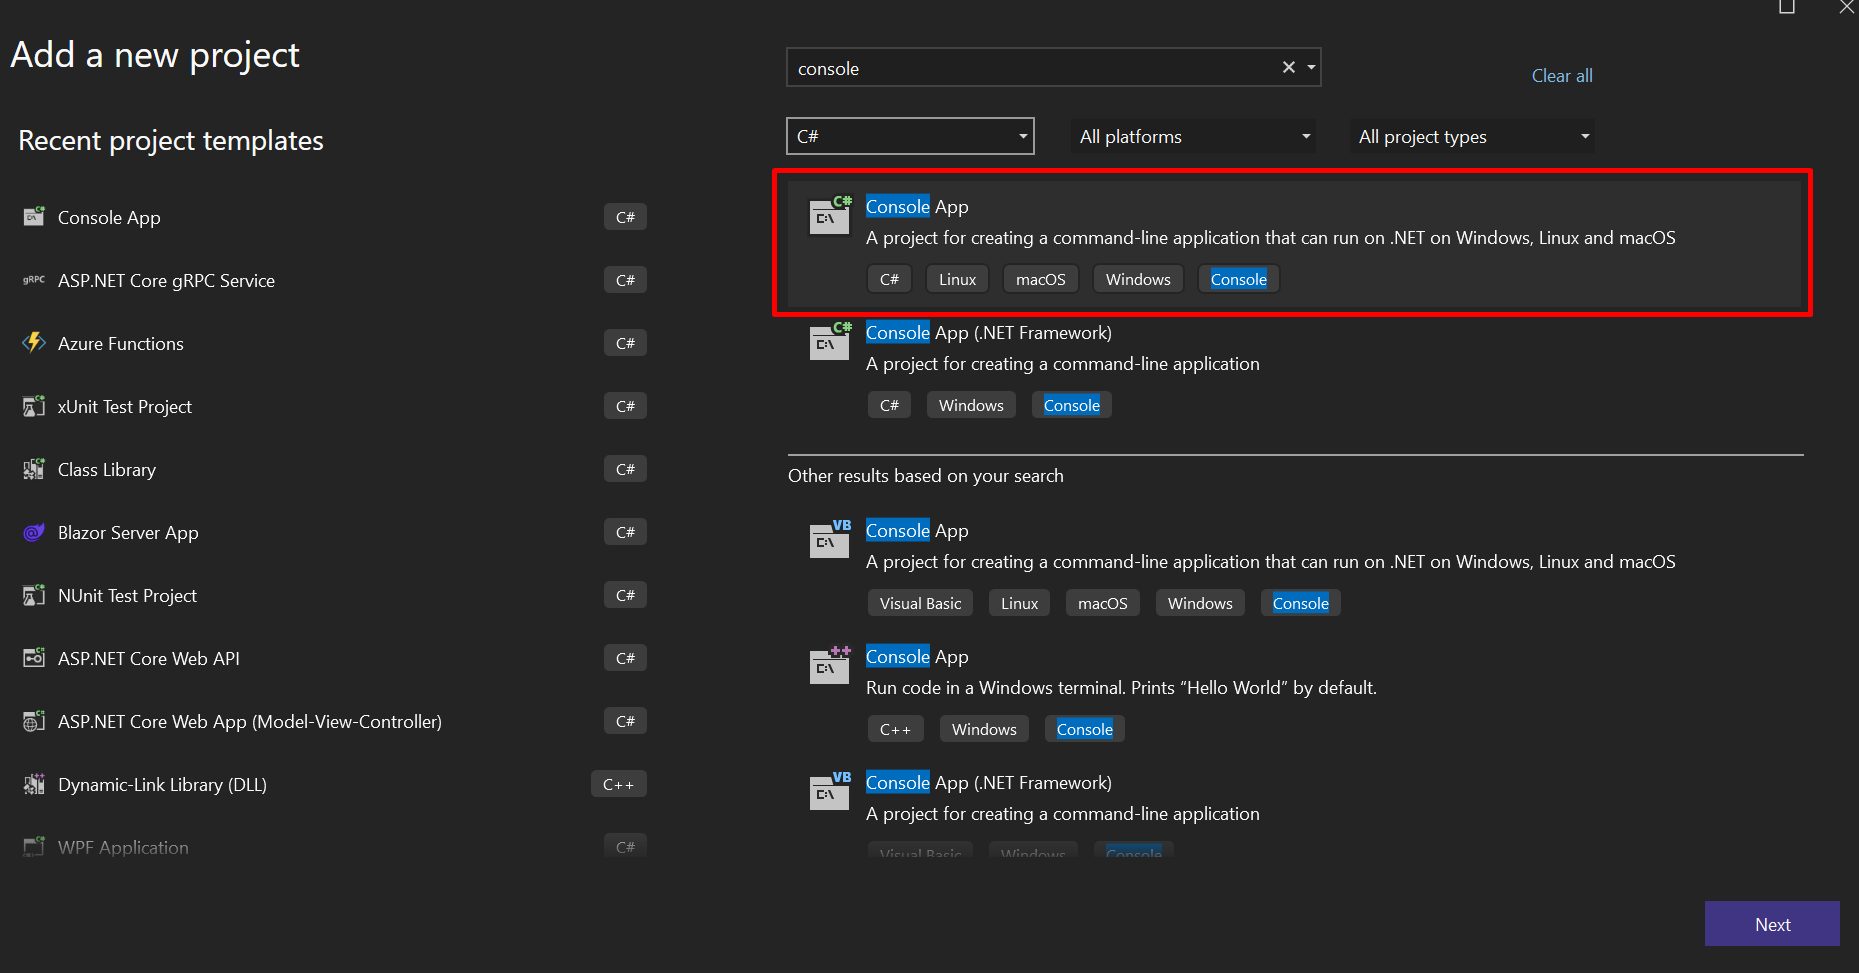 Add a new project
Recent project templates
Console App
C#
ASP.NET Core gRPC Service
C#
Azure Functions
C#
xUnit Test Project
C#
Class Library
C#
Blazor Server App
C#
NUnit Test Project
C#
ASP.NET Core Web API
C#
ASP.NET Core Web App (Model-View-Controller)
C#
Dynamic-Link Library (DLL)
C++
WPF Application
C#
console
Clear all
C#
All platforms
All project types
Console App
A project for creating a command-line application that can run on .NET on Windows, Linux and macOS
C# Linux macOS Windows Console
Console App (.NET Framework)
A project for creating a command-line application
C# Windows Console
Other results based on your search
Console App
A project for creating a command-line application that can run on .NET on Windows, Linux and macOS
Visual Basic Linux macOS Windows Console
Console App
Run code in a Windows terminal. Prints “Hello World” by default.
C++ Windows Console
Console App (.NET Framework)
A project for creating a command-line application
Visual Basic Windows Console
Next